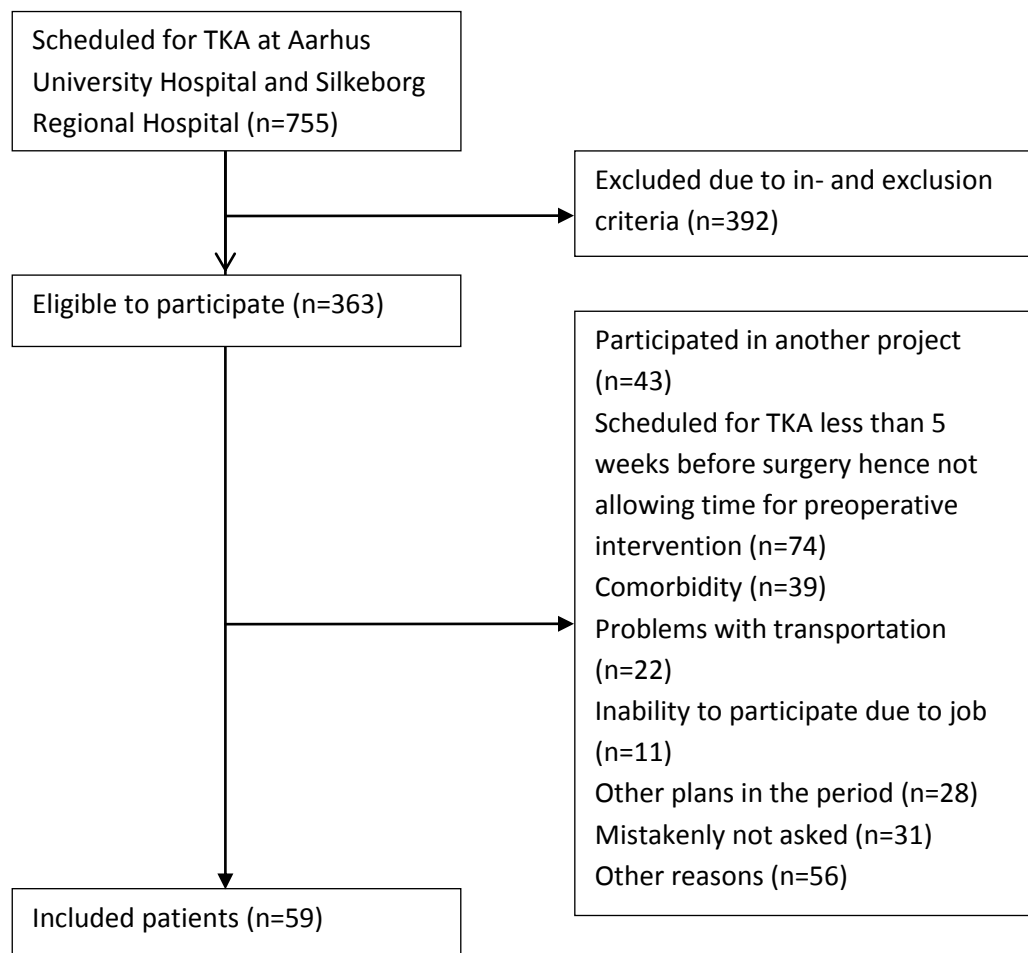 Scheduled for TKA at Aarhus
University Hospital and Silkeborg
Regional Hospital (n=755)
Excluded due to in- and exclusion
criteria (n=392)
Eligible to participate (n=363)
Participated in another project
(n=43)
Scheduled for TKA less than 5
weeks before surgery hence not
allowing time for preoperative
intervention (n=74)
Comorbidity (n=39)
Problems with transportation
(n=22)
Inability to participate due to job
(n=11)
Other plans in the period (n=28)
Mistakenly not asked (n=31)
Other reasons (n=56)
Included patients (n=59)